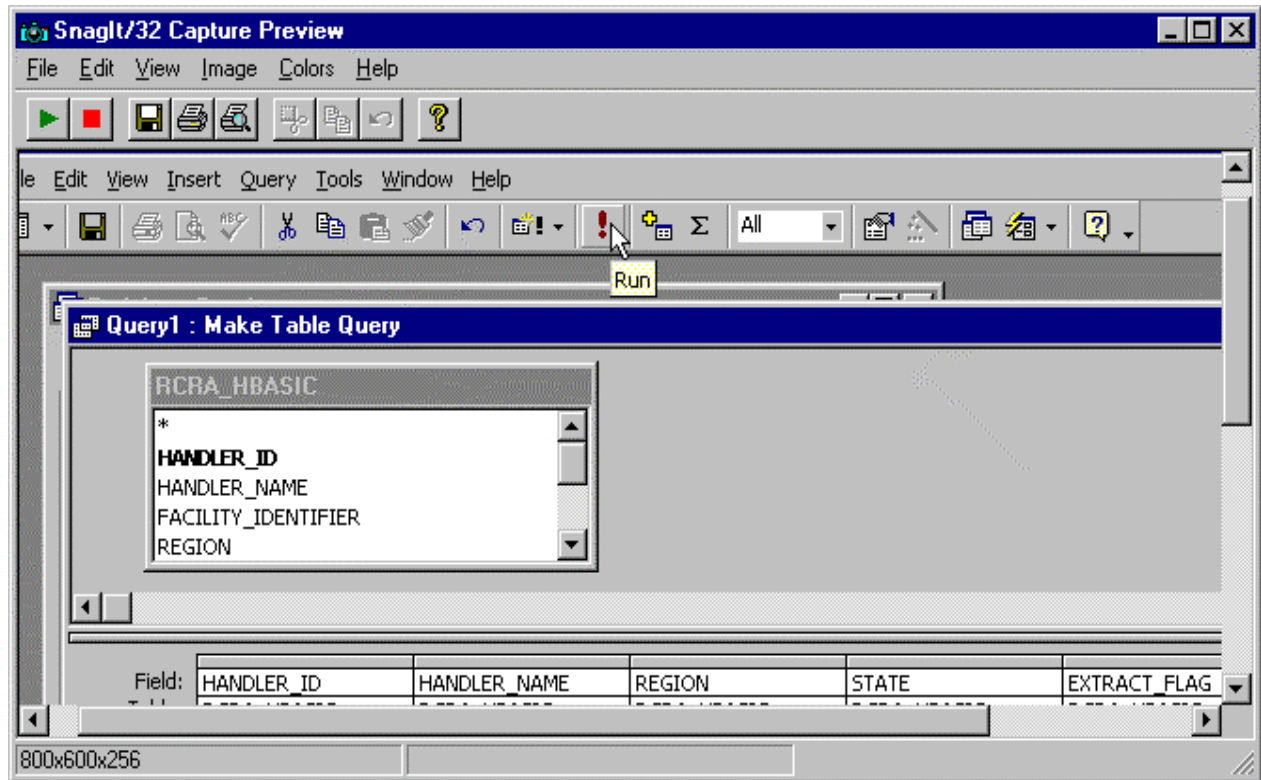 SnagIt/32 Capture Preview
File Edit View Image Colors Help
le Edit View Insert Query Tools Window Help
ABC All
Run
Query1 : Make Table Query
RCRA_HBASIC
*
HANDLER_ID
HANDLER_NAME
FACILITY_IDENTIFIER
REGION
Field: HANDLER_ID HANDLER_NAME REGION STATE EXTRACT_FLAG
800x600x256